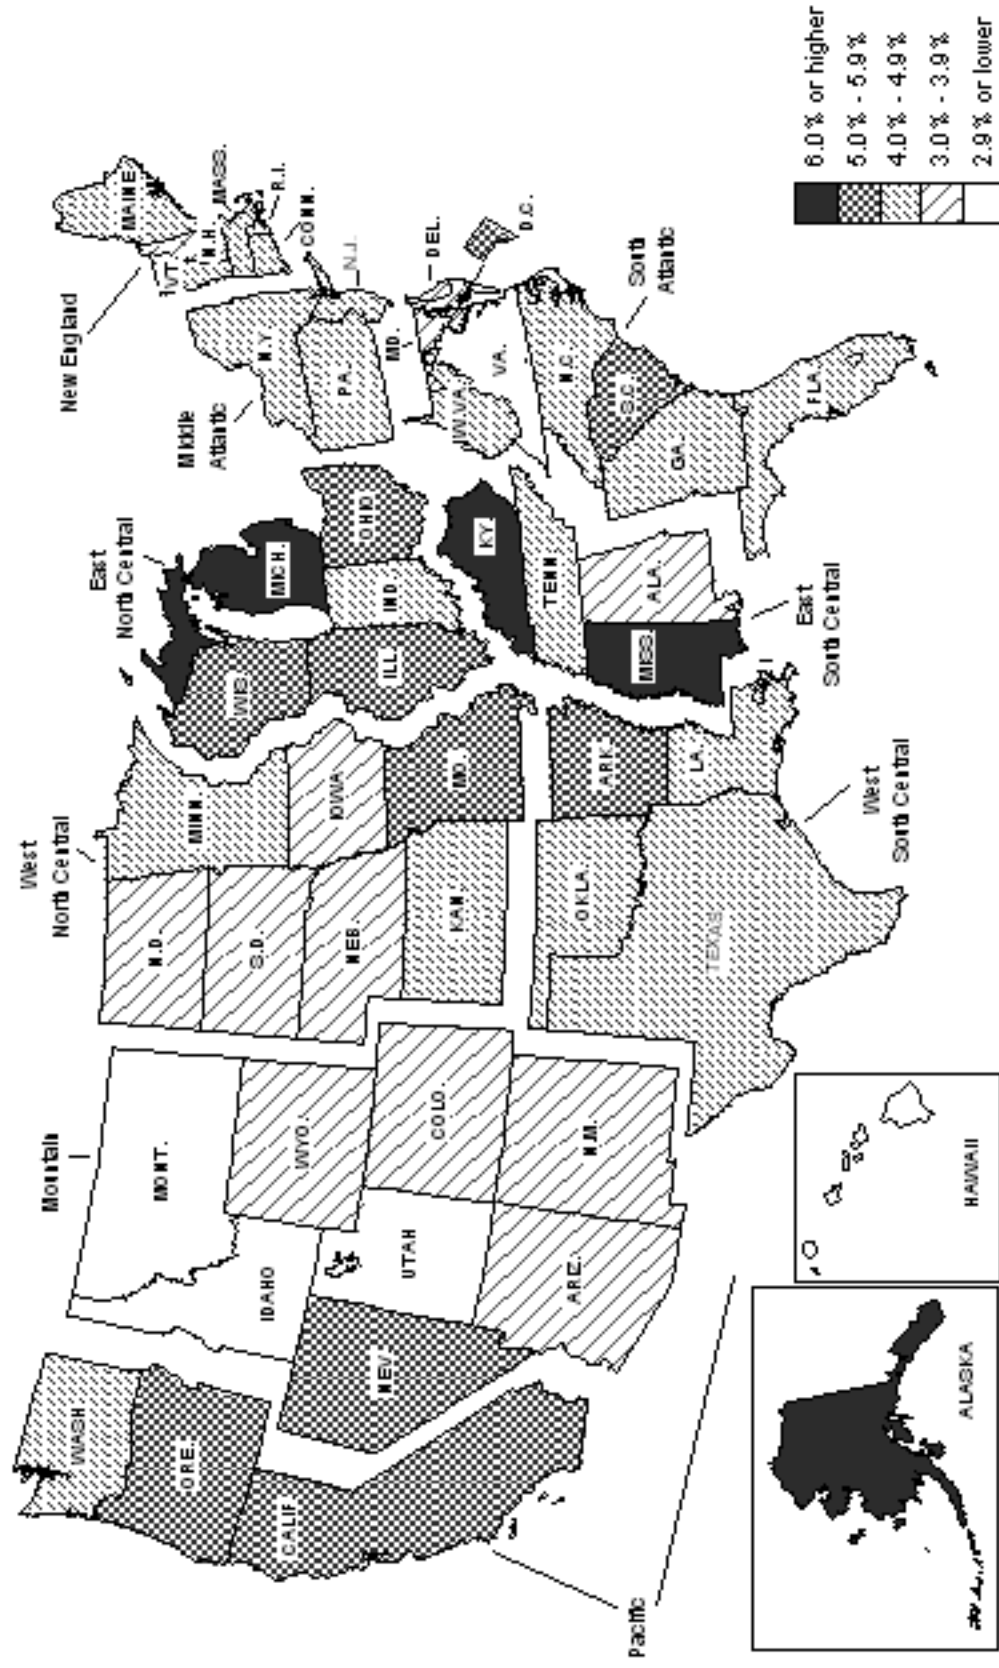 Pacific
Mountain
West
North Central
East
North Central
Middle
Atlantic
New England
South
Atlantic
East
South Central
West
South Central
WASH
ORE.
CALIF
NEV.
IDAHO
MONT.
WYO.
UTAH
COLO.
ARIZ.
N.M.
N.D.
S.D.
NEB.
KAN
MINN
IOWA
MO.
OKLA.
TEXAS
ARK.
LA.
WIS.
MICH.
ILL.
IND
OHIO
KY.
TENN
MISS.
ALA.
MAINE
VT.
N.H.
MASS.
R.I.
CONN.
N.Y
N.J.
PA.
DEL.
MD.
D.C.
W.VA.
VA.
N.C.
S.C.
GA.
FLA.
ALASKA
HAWAII
6.0% or higher
5.0% - 5.9%
4.0% - 4.9%
3.0% - 3.9%
2.9% or lower